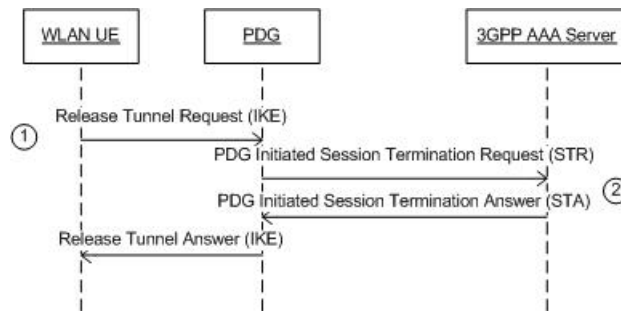 WLAN UE
PDG
3GPP AAA Server
Release Tunnel Request (IKE)
1
PDG Initiated Session Termination Request (STR)
2
PDG Initiated Session Termination Answer (STA)
Release Tunnel Answer (IKE)